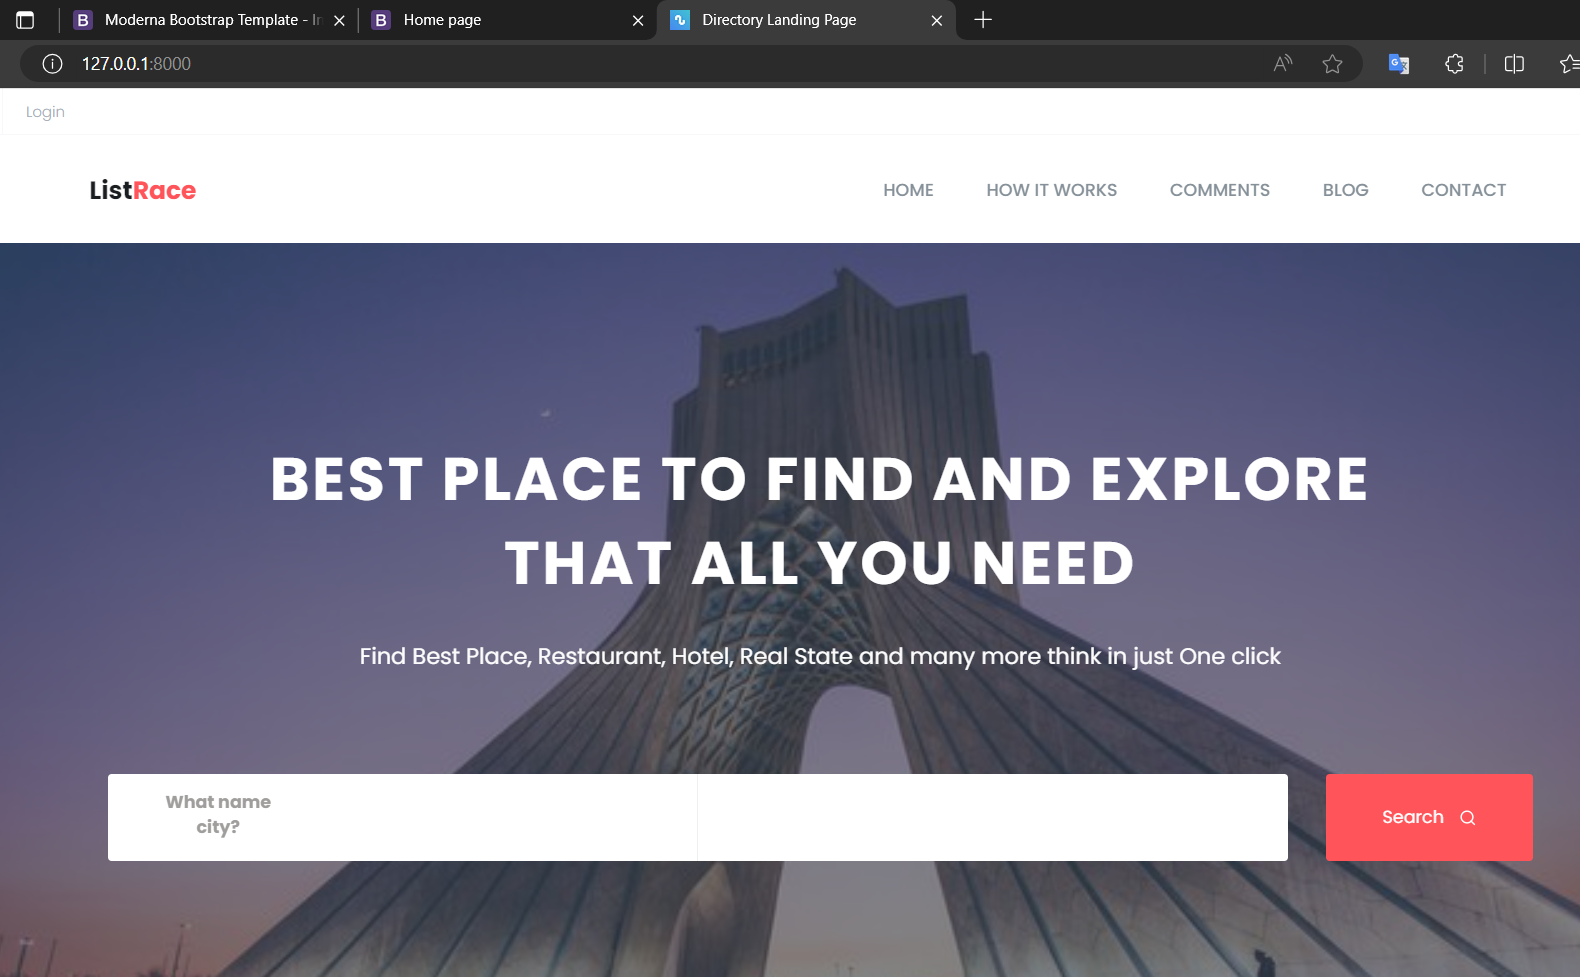 Moderna Bootstrap Template - In
Home page
Directory Landing Page
127.0.0.1:8000
Login
ListRace
HOME
HOW IT WORKS
COMMENTS
BLOG
CONTACT
BEST PLACE TO FIND AND EXPLORE
THAT ALL YOU NEED
Find Best Place, Restaurant, Hotel, Real State and many more think in just One click
What name
city?
Search